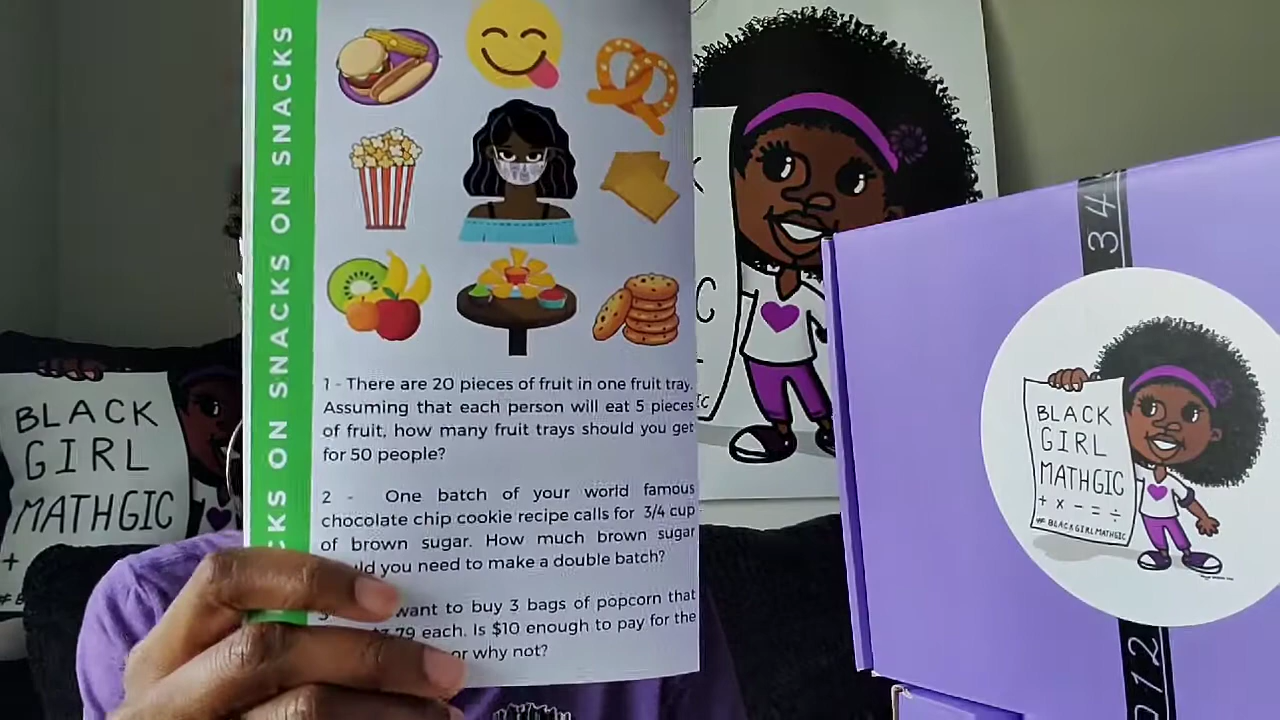 SNACKS ON SNACKS ON SNACKS
1 - There are 20 pieces of fruit in one fruit tray.
Assuming that each person will eat 5 pieces
of fruit, how many fruit trays should you get
for 50 people?
2 - One batch of your world famous
chocolate chip cookie recipe calls for 3/4 cup
of brown sugar. How much brown sugar
you need to make a double batch?
want to buy 3 bags of popcorn that
each. Is $10 enough to pay for the
or why not?
BLACK
GIRL
MATHGIC
+
34
BLACK
GIRL
MATHGIC
+ × − = ÷
#BLACKGIRLMATHGIC
012